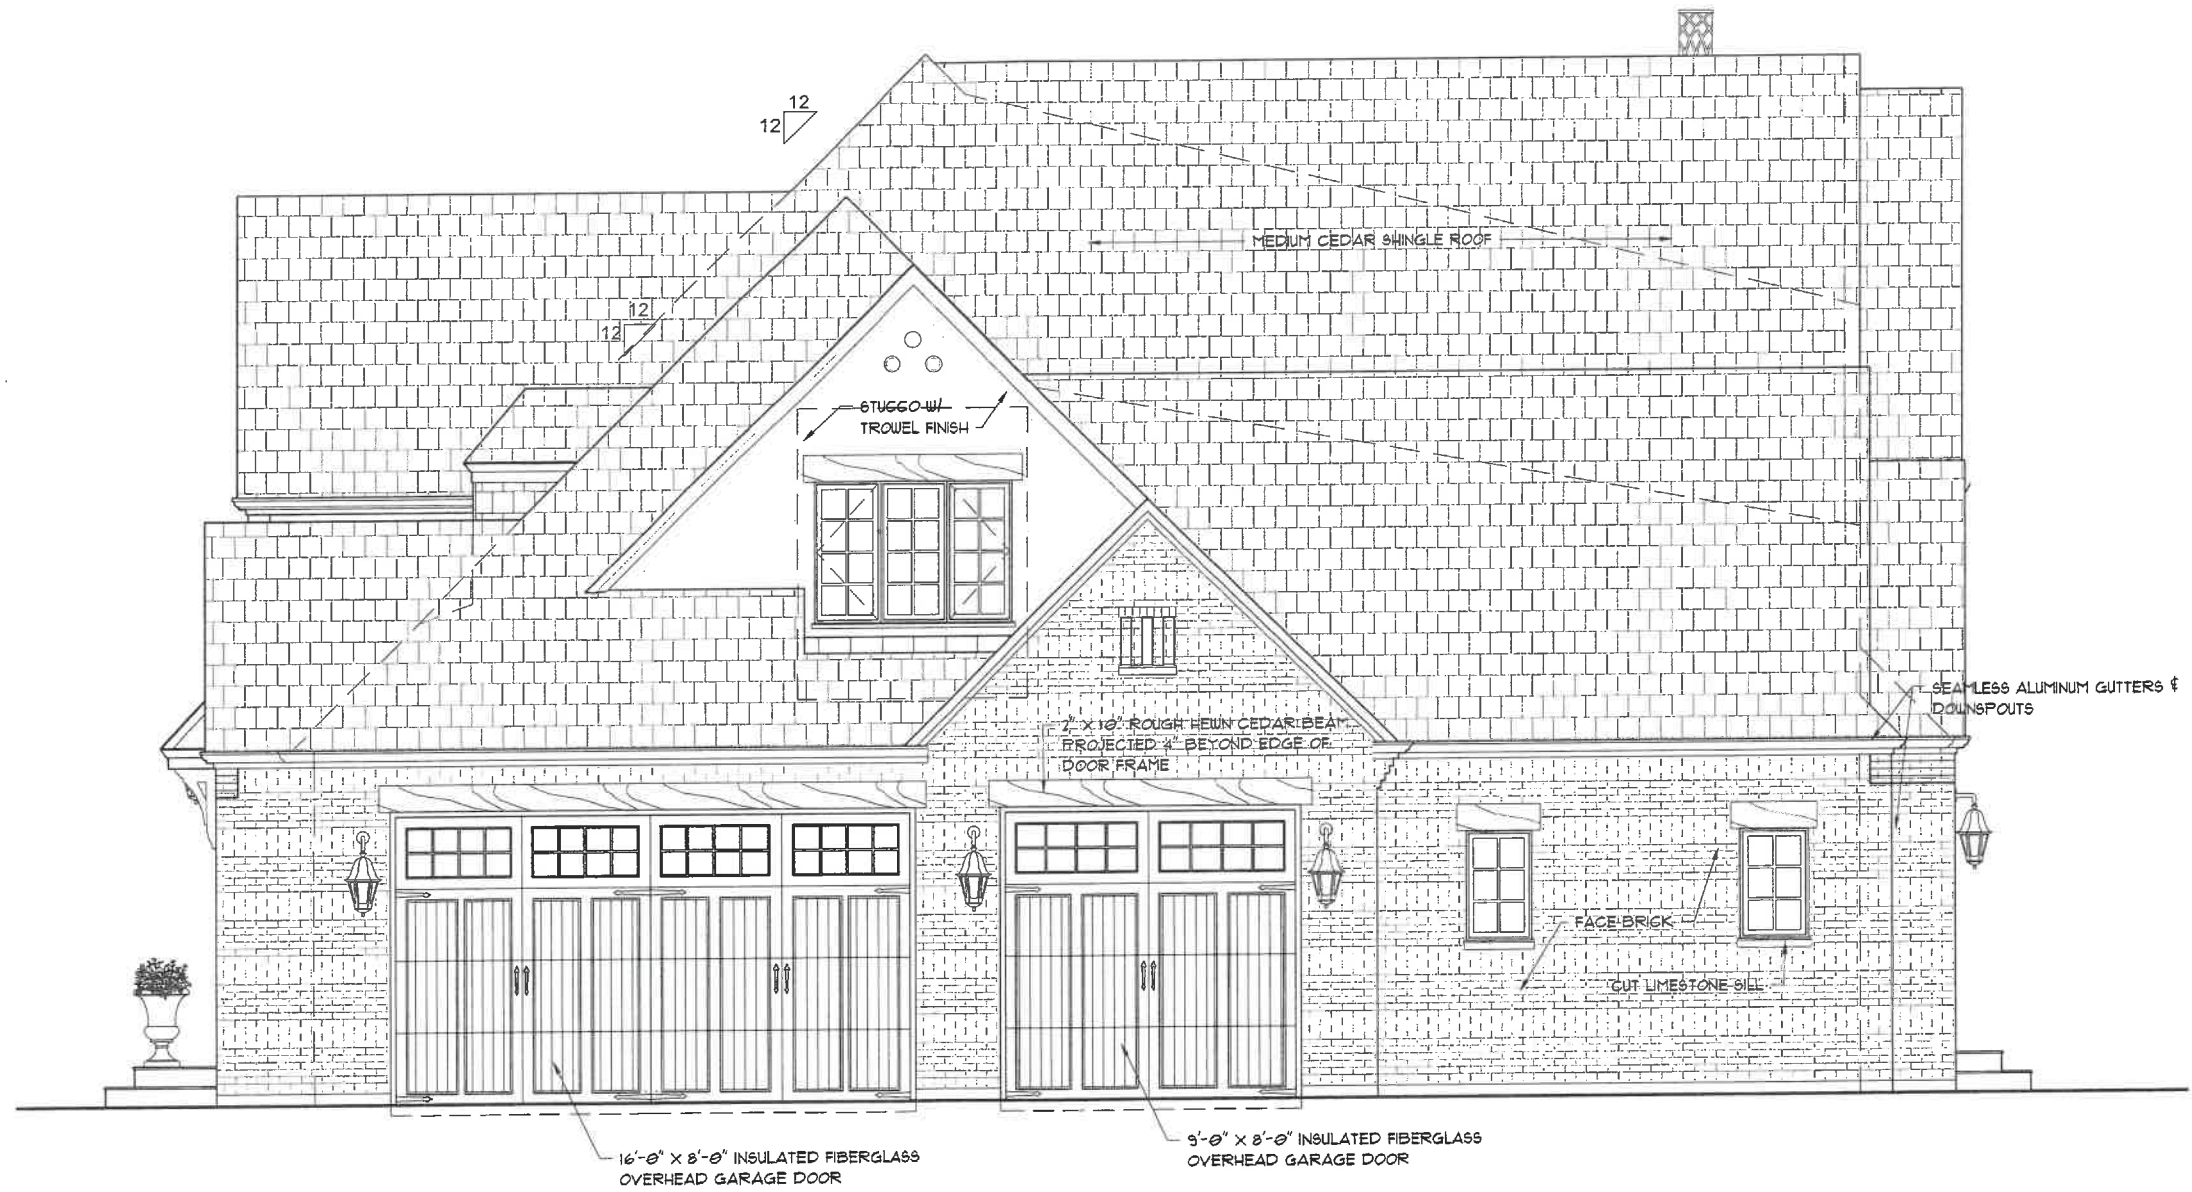 12
12
MEDIUM CEDAR SHINGLE ROOF
12
12
STUCCO W/
TROWEL FINISH
SEAMLESS ALUMINUM GUTTERS &
DOWNSPOUTS
2" X 10" ROUGH HEWN CEDAR BEAM
PROJECTED 4" BEYOND EDGE OF
DOOR FRAME
FACE BRICK
CUT LIMESTONE SILL
16'-0" X 8'-0" INSULATED FIBERGLASS
OVERHEAD GARAGE DOOR
9'-0" X 8'-0" INSULATED FIBERGLASS
OVERHEAD GARAGE DOOR